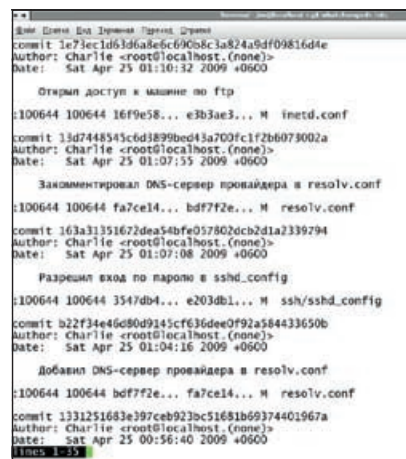 commit 1e73ec1d63d6a8e6c690b8c3a824a9df09816d4e
Author: Charlie <root@localhost.(none)>
Date: Sat Apr 25 01:10:32 2009 +0600
Открыл доступ к машине по ftp
:100644 100644 16f9e58... e3b3ae3... M inetd.conf
commit 13d7448545c6d3899bed43a700fc1f2b6073002a
Author: Charlie <root@localhost.(none)>
Date: Sat Apr 25 01:07:55 2009 +0600
Закомментировал DNS-сервер провайдера в resolv.conf
:100644 100644 fa7ce14... bdf7f2e... M resolv.conf
commit 163a31351672dea54bfe057802dcb2d1a2339794
Author: Charlie <root@localhost.(none)>
Date: Sat Apr 25 01:07:08 2009 +0600
Разрешил вход по паролю в sshd_config
:100644 100644 3547db4... e203db1... M ssh/sshd_config
commit b22f34e46d80d9145cf636dee0f92a584433650b
Author: Charlie <root@localhost.(none)>
Date: Sat Apr 25 01:04:16 2009 +0600
Добавил DNS-сервер провайдера в resolv.conf
:100644 100644 bdf7f2e... fa7ce14... M resolv.conf
commit 1331251683e397ceb923bc51681b69374401967a
Author: Charlie <root@localhost.(none)>
Date: Sat Apr 25 00:56:40 2009 +0600
lines 1-35